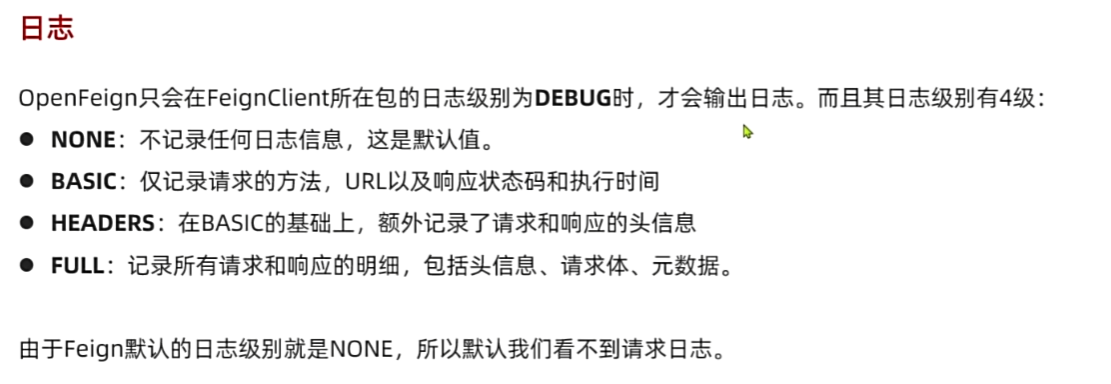 日志
OpenFeign只会在FeignClient所在包的日志级别为DEBUG时，才会输出日志。而且其日志级别有4级：
● NONE：不记录任何日志信息，这是默认值。
● BASIC：仅记录请求的方法，URL以及响应状态码和执行时间
● HEADERS：在BASIC的基础上，额外记录了请求和响应的头信息
● FULL：记录所有请求和响应的明细，包括头信息、请求体、元数据。
由于Feign默认的日志级别就是NONE，所以默认我们看不到请求日志。